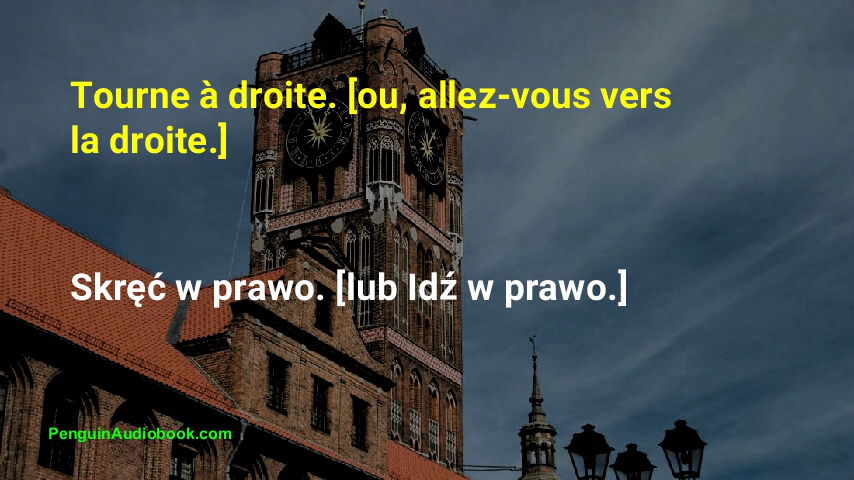 Tourne à droite. [ou, allez-vous vers
la droite.]
Skręć w prawo. [lub Idź w prawo.]
PenguinAudiobook.com